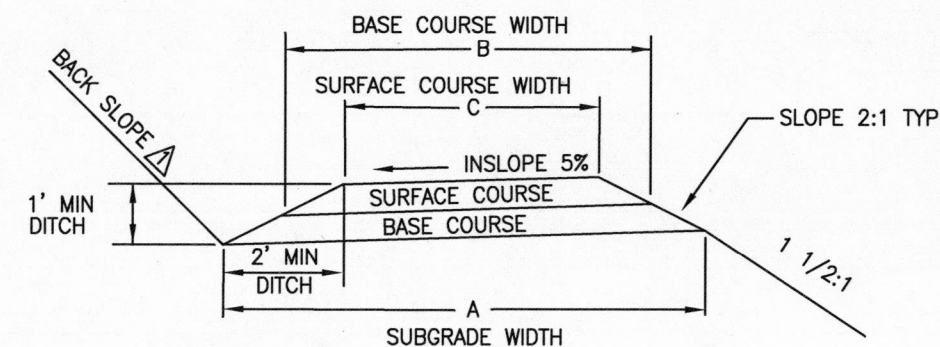 BASE COURSE WIDTH
B
BACK SLOPE 1
SURFACE COURSE WIDTH
C
SLOPE 2:1 TYP
INSLOPE 5%
1' MIN
DITCH
SURFACE COURSE
BASE COURSE
2' MIN
DITCH
1 1/2:1
A
SUBGRADE WIDTH